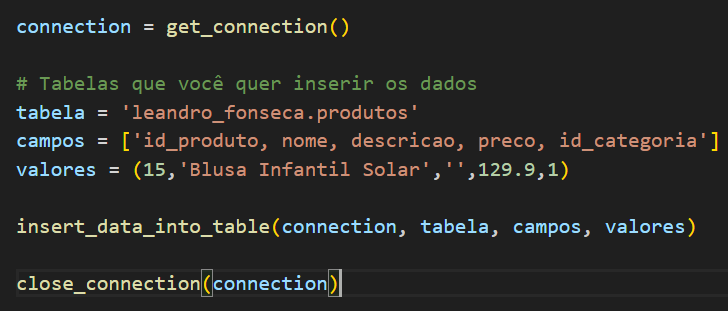 connection = get_connection()
# Tabelas que você quer inserir os dados
tabela = 'leandro_fonseca.produtos'
campos = ['id_produto, nome, descricao, preco, id_categoria']
valores = (15,'Blusa Infantil Solar','',129.9,1)
insert_data_into_table(connection, tabela, campos, valores)
close_connection(connection)